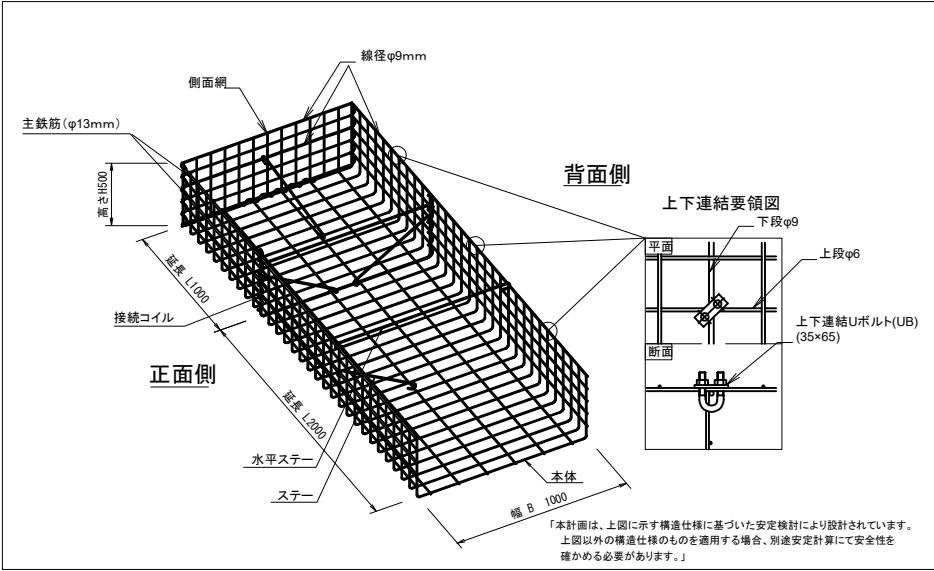 線径φ9mm
側面網
主鉄筋（φ13mm）
高さH500
背面側
上下連結要領図
下段φ9
平面
上段φ6
延長 L1000
接続コイル
上下連結Uボルト(UB)
(35×65)
断面
正面側
延長 L2000
水平ステー
ステー
本体
幅 B 1000
「本計画は、上図に示す構造仕様に基づいた安定検討により設計されています。
上図以外の構造仕様のものを適用する場合、別途安定計算にて安全性を
確かめる必要があります。」